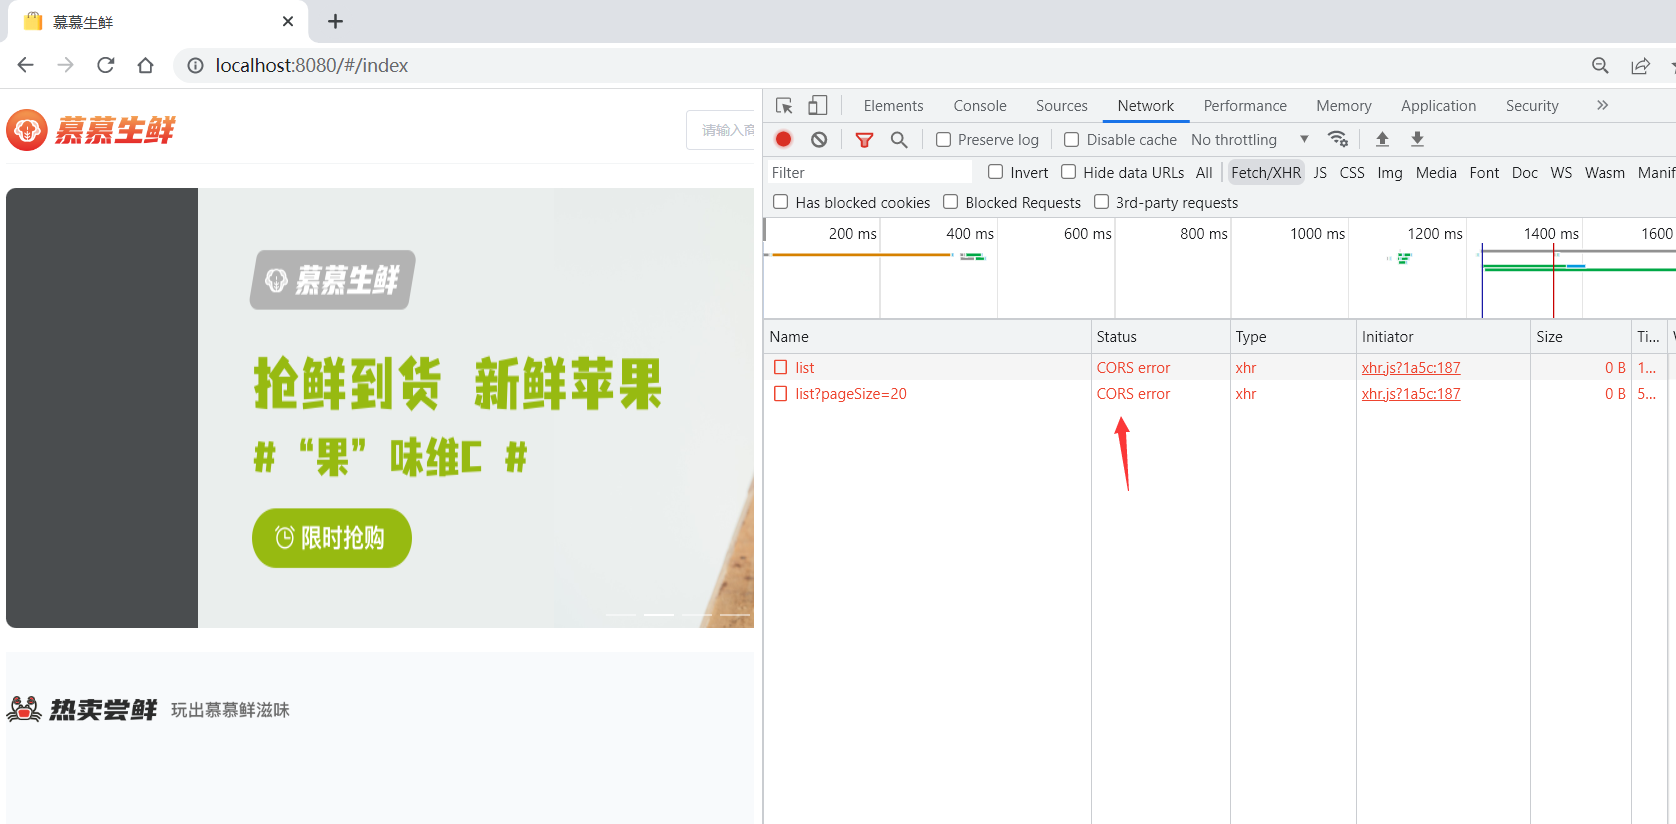 慕慕生鲜
localhost:8080/#/index
慕慕生鲜
请输入商
慕慕生鲜
抢鲜到货 新鲜苹果
# “果” 味维C #
限时抢购
热卖尝鲜 玩出慕慕鲜滋味
Elements Console Sources Network Performance Memory Application Security
Preserve log Disable cache No throttling
Filter Invert Hide data URLs All Fetch/XHR JS CSS Img Media Font Doc WS Wasm Manif
Has blocked cookies Blocked Requests 3rd-party requests
200 ms 400 ms 600 ms 800 ms 1000 ms 1200 ms 1400 ms 1600
Name Status Type Initiator Size Ti...
list CORS error xhr xhr.js?1a5c:187 0 B 1...
list?pageSize=20 CORS error xhr xhr.js?1a5c:187 0 B 5...